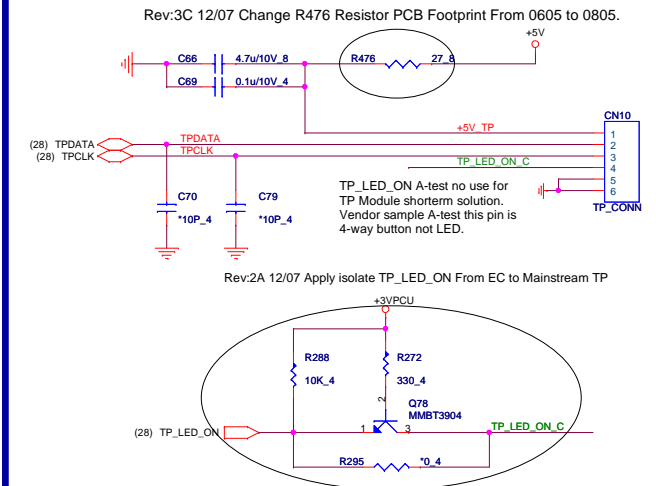 Rev:3C 12/07 Change R476 Resistor PCB Footprint From 0605 to 0805.
+5V
C66 4.7u/10V_8 R476 27_8
C69 0.1u/10V_4
CN10
+5V_TP 1
(28) TPDATA TPDATA 2
(28) TPCLK TPCLK 3
TP_LED_ON_C 4
5
6
TP_CONN
C70 C79
*10P_4 *10P_4
TP_LED_ON A-test no use for
TP Module shorterm solution.
Vendor sample A-test this pin is
4-way button not LED.
Rev:2A 12/07 Apply isolate TP_LED_ON From EC to Mainstream TP
+3VPCU
R288 R272
10K_4 330_4
2
Q78
MMBT3904
(28) TP_LED_ON 1 3 TP_LED_ON_C
R295 *0_4